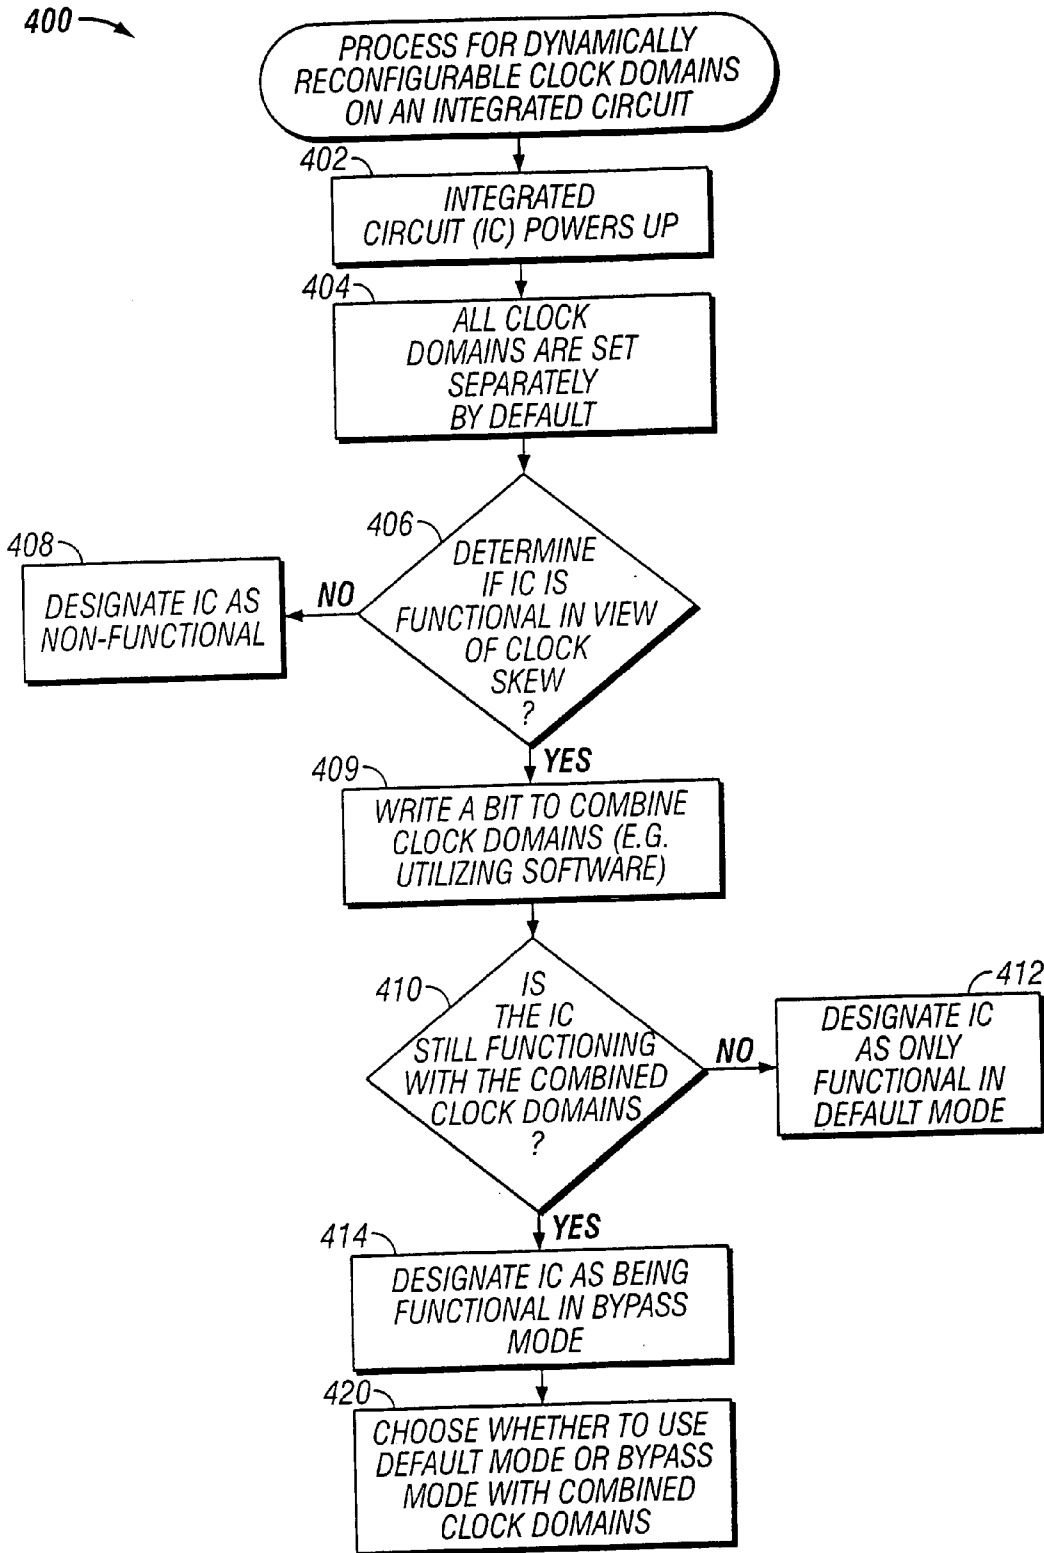 400
PROCESS FOR DYNAMICALLY
RECONFIGURABLE CLOCK DOMAINS
ON AN INTEGRATED CIRCUIT
402
INTEGRATED
CIRCUIT (IC) POWERS UP
404
ALL CLOCK
DOMAINS ARE SET
SEPARATELY
BY DEFAULT
406
DETERMINE
IF IC IS
FUNCTIONAL IN VIEW
OF CLOCK
SKEW
?
NO
408
DESIGNATE IC AS
NON-FUNCTIONAL
YES
409
WRITE A BIT TO COMBINE
CLOCK DOMAINS (E.G.
UTILIZING SOFTWARE)
410
IS
THE IC
STILL FUNCTIONING
WITH THE COMBINED
CLOCK DOMAINS
?
NO
412
DESIGNATE IC
AS ONLY
FUNCTIONAL IN
DEFAULT MODE
YES
414
DESIGNATE IC AS BEING
FUNCTIONAL IN BYPASS
MODE
420
CHOOSE WHETHER TO USE
DEFAULT MODE OR BYPASS
MODE WITH COMBINED
CLOCK DOMAINS